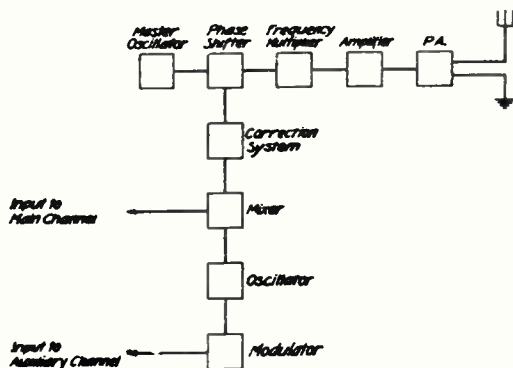 Master
Oscillator
Phase
Shifter
Frequency
Multiplier
Amplifier
P.A.
Correction
System
Input to
Main Channel
Mixer
Oscillator
Input to
Auxiliary Channel
Modulator